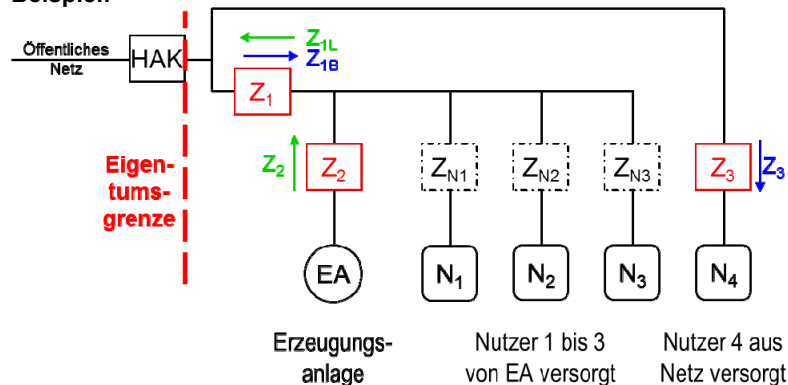 Beispiel:
Öffentliches
Netz
HAK
Z1L
Z1B
Z1
Eigen-
tums-
grenze
Z2
Z2
ZN1
ZN2
ZN3
Z3
Z3
EA
N1
N2
N3
N4
Erzeugungs-
anlage
Nutzer 1 bis 3
von EA versorgt
Nutzer 4 aus
Netz versorgt